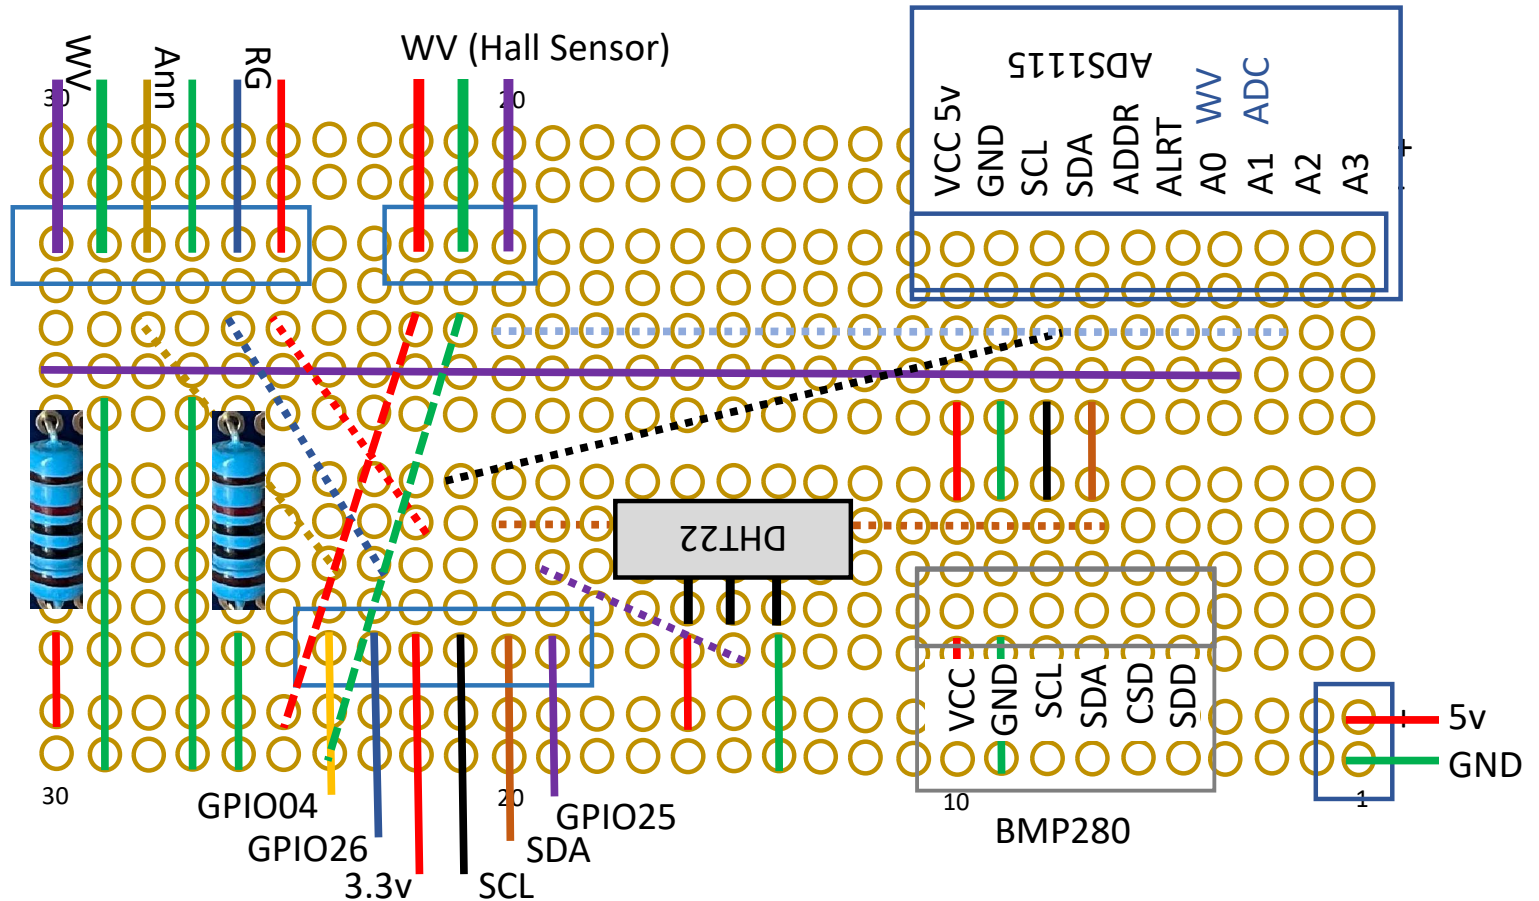 WV
Ann
RG
WV (Hall Sensor)
30
20
ADS1115
VCC 5v
GND
SCL
SDA
ADDR
ALRT
A0
WV
A1
ADC
A2
A3
+
-
DHT22
VCC
GND
SCL
SDA
CSD
SDD
+
5v
GND
30
20
10
1
GPIO04
GPIO26
3.3v
SCL
SDA
GPIO25
BMP280